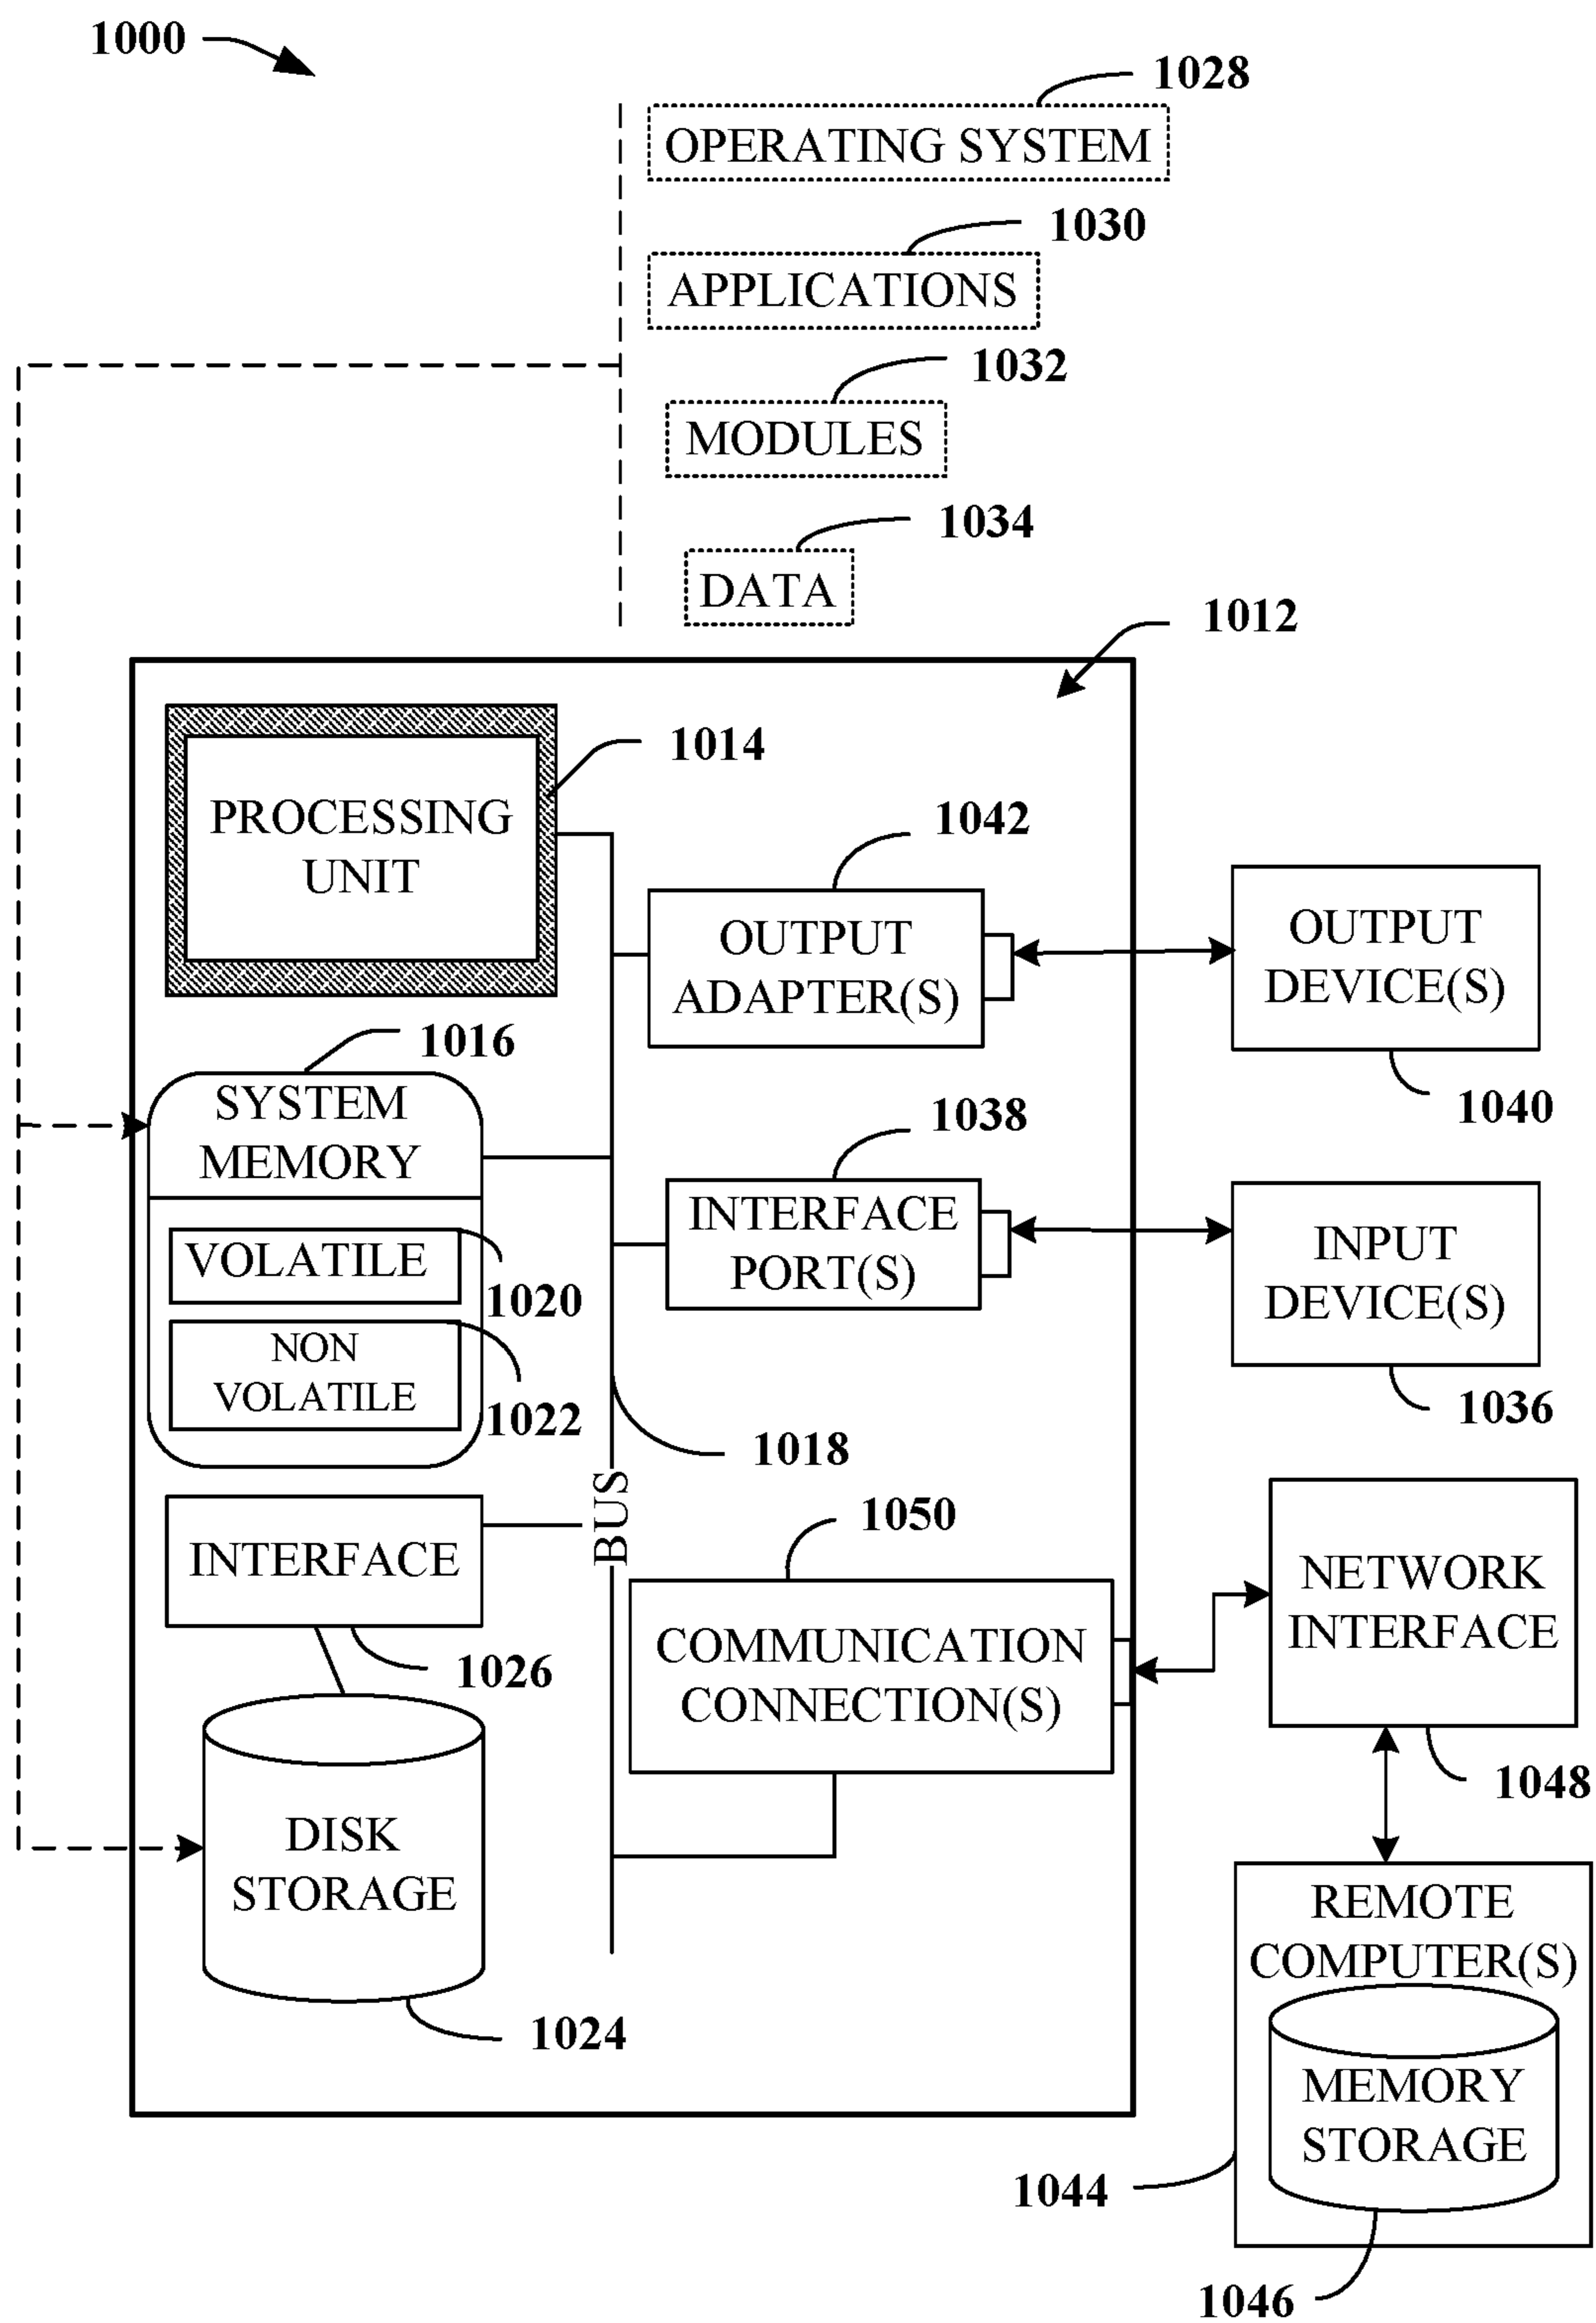 1000
1028
OPERATING SYSTEM
1030
APPLICATIONS
1032
MODULES
1034
DATA
1012
1014
PROCESSING
UNIT
1042
OUTPUT
ADAPTER(S)
OUTPUT
DEVICE(S)
1040
1016
SYSTEM
MEMORY
VOLATILE
1020
NON
VOLATILE
1022
1038
INTERFACE
PORT(S)
INPUT
DEVICE(S)
1036
1018
BUS
INTERFACE
1026
1050
COMMUNICATION
CONNECTION(S)
NETWORK
INTERFACE
1048
DISK
STORAGE
1024
REMOTE
COMPUTER(S)
MEMORY
STORAGE
1044
1046